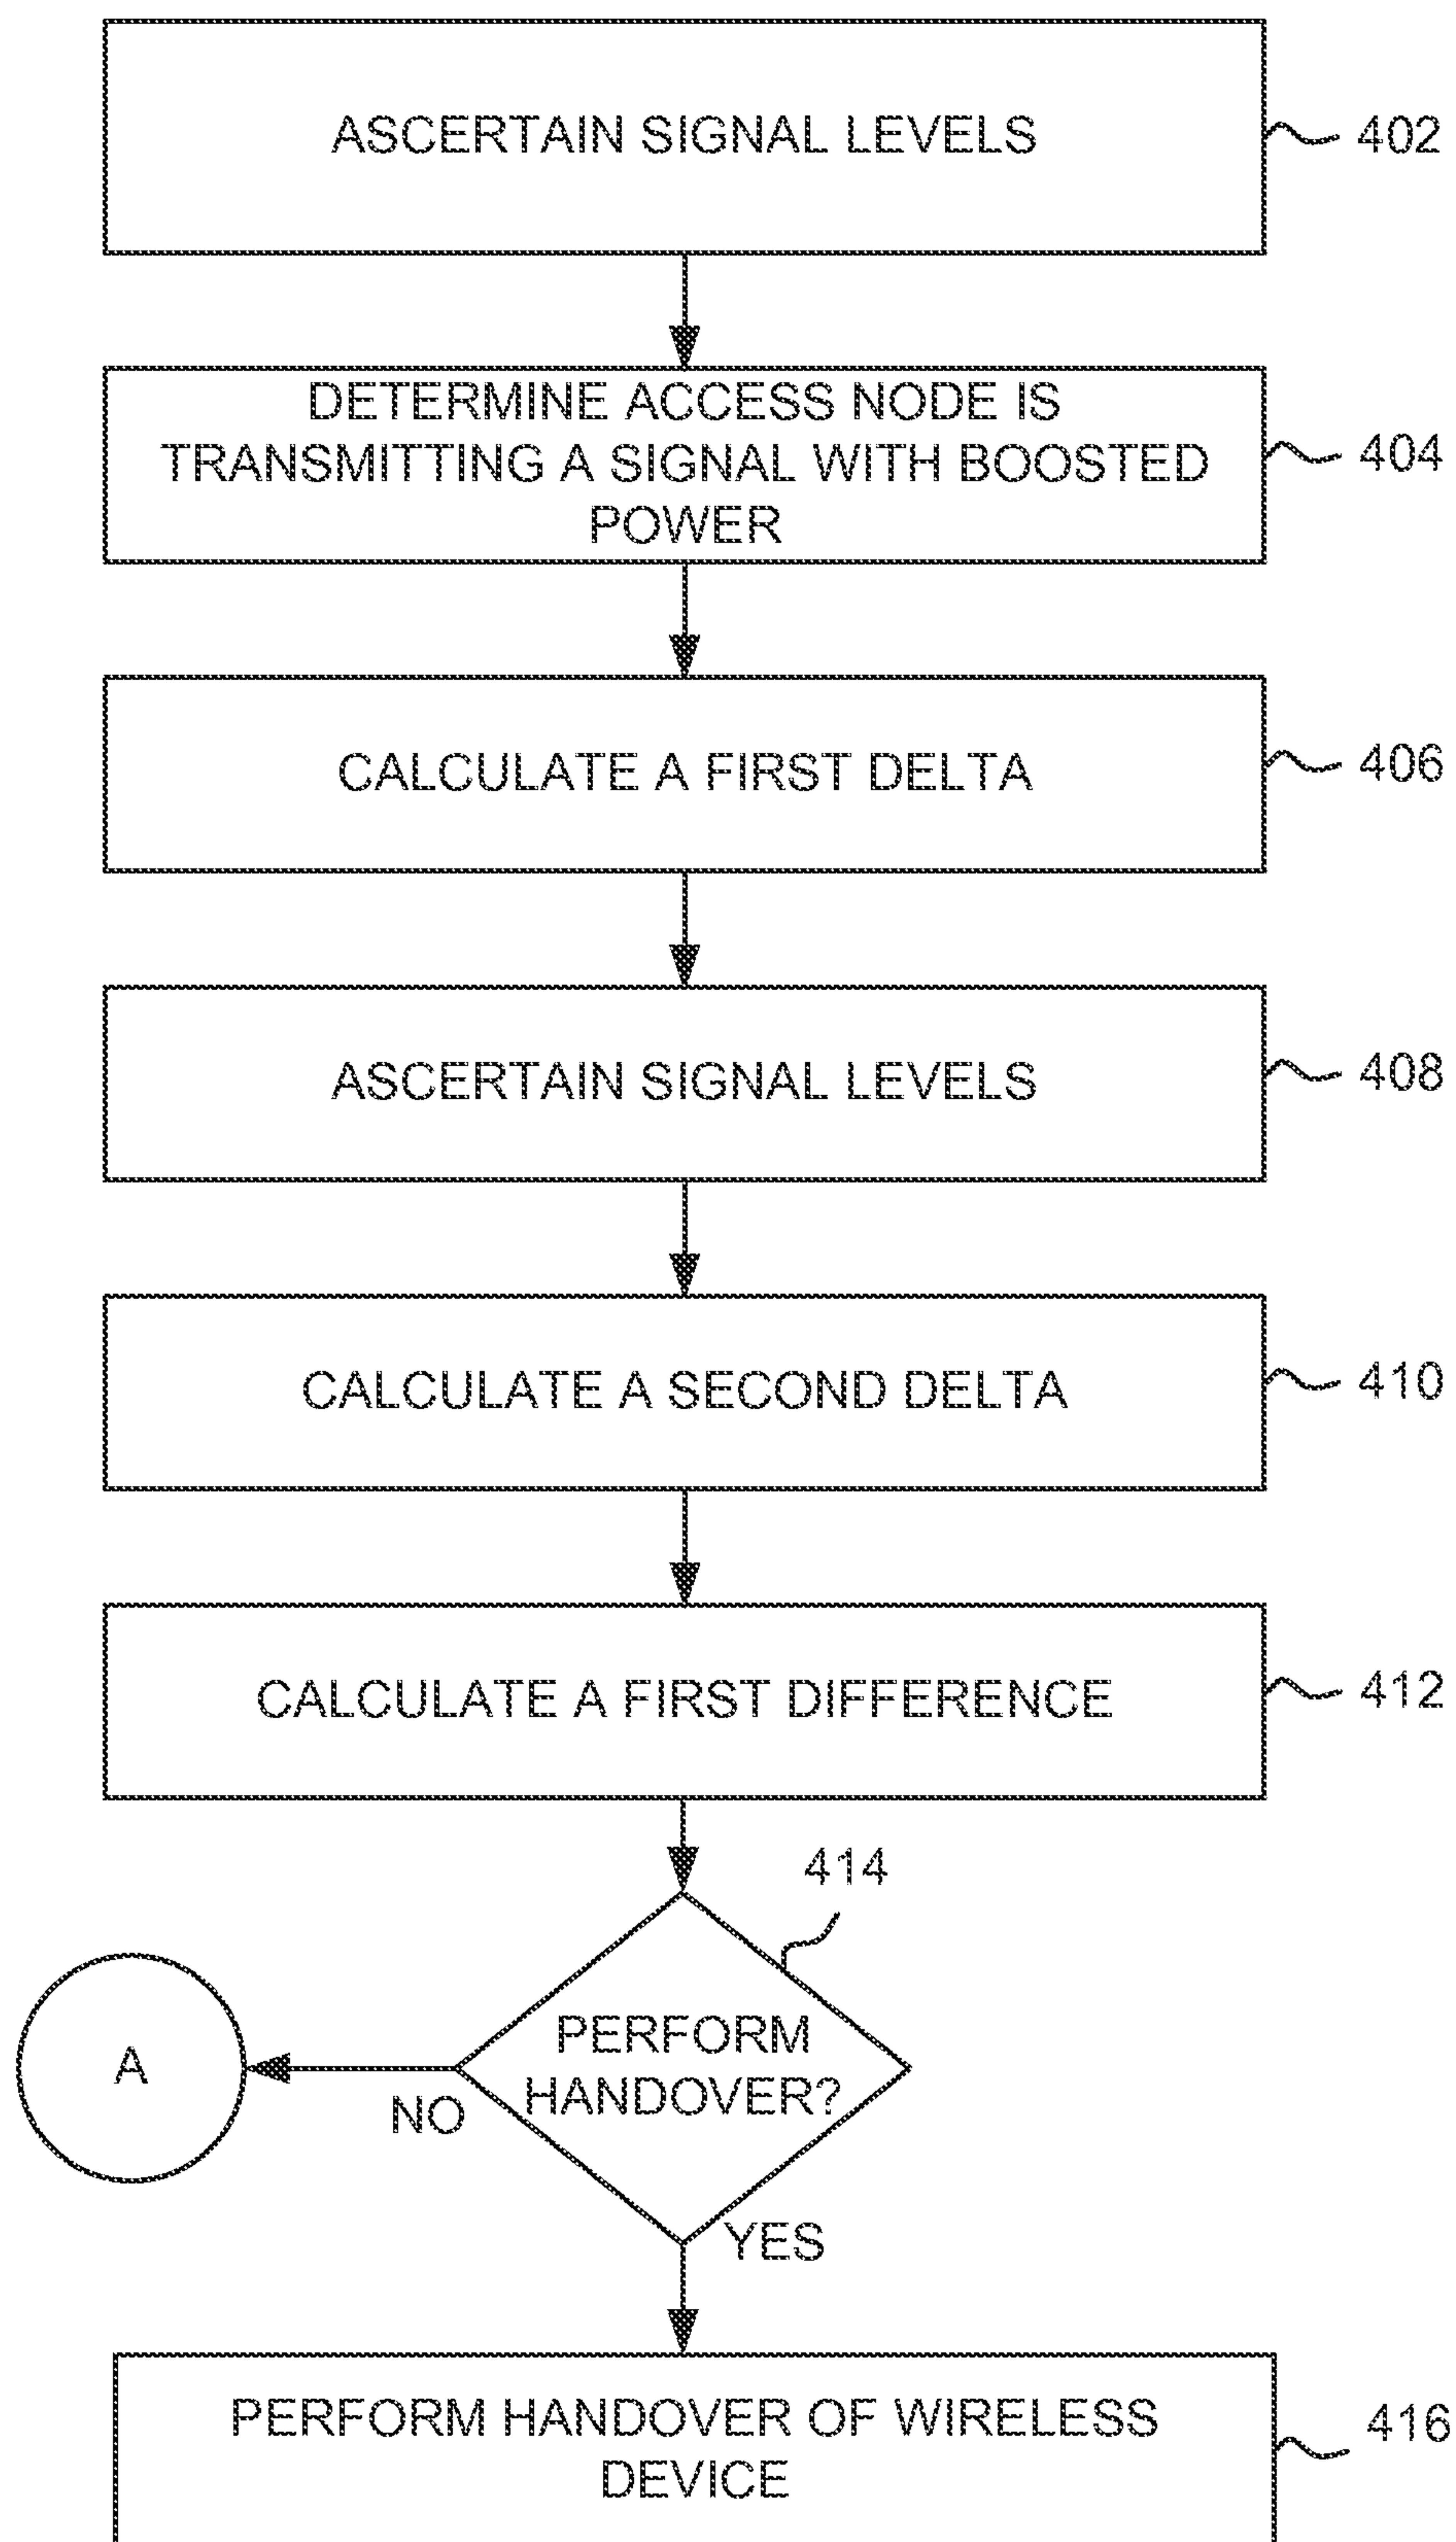 ASCERTAIN SIGNAL LEVELS
402
DETERMINE ACCESS NODE IS
TRANSMITTING A SIGNAL WITH BOOSTED
POWER
404
CALCULATE A FIRST DELTA
406
ASCERTAIN SIGNAL LEVELS
408
CALCULATE A SECOND DELTA
410
CALCULATE A FIRST DIFFERENCE
412
414
PERFORM
HANDOVER?
A
NO
YES
PERFORM HANDOVER OF WIRELESS
DEVICE
416